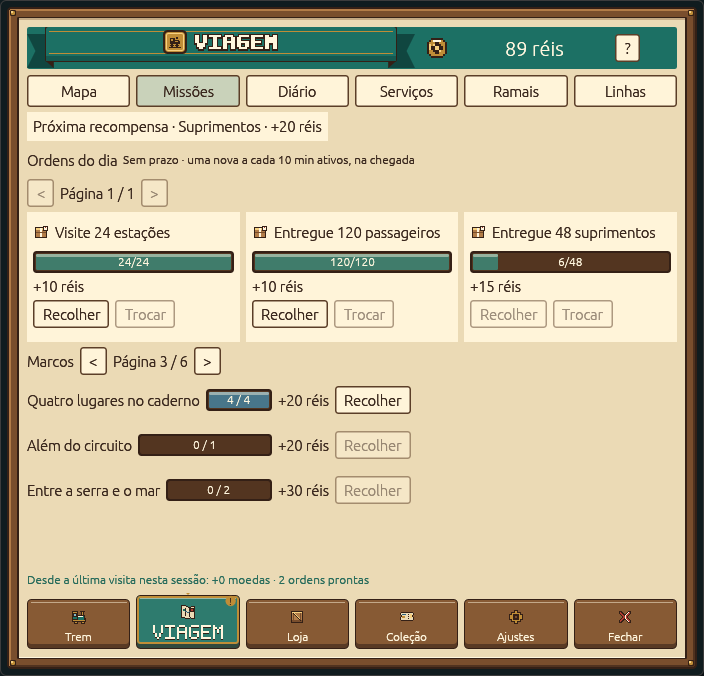 VIAGEM
89 réis
?
Mapa
Missões
Diário
Serviços
Ramais
Linhas
Próxima recompensa · Suprimentos · +20 réis
Ordens do dia Sem prazo · uma nova a cada 10 min ativos, na chegada
< Página 1 / 1 >
Visite 24 estações
24/24
+10 réis
Recolher Trocar
Entregue 120 passageiros
120/120
+10 réis
Recolher Trocar
Entregue 48 suprimentos
6/48
+15 réis
Recolher Trocar
Marcos < Página 3 / 6 >
Quatro lugares no caderno 4 / 4 +20 réis Recolher
Além do circuito 0 / 1 +20 réis Recolher
Entre a serra e o mar 0 / 2 +30 réis Recolher
Desde a última visita nesta sessão: +0 moedas · 2 ordens prontas
Trem
!
VIAGEM
Loja
Coleção
Ajustes
Fechar